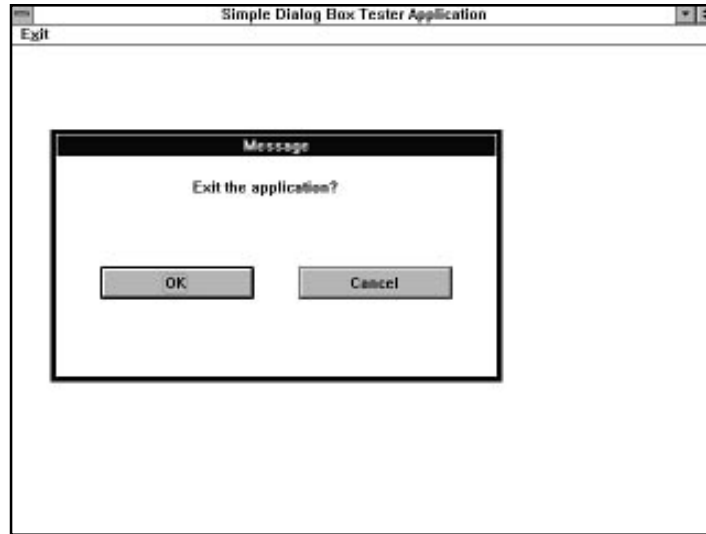 Simple Dialog Box Tester Application
Exit
Message
Exit the application?
OK
Cancel